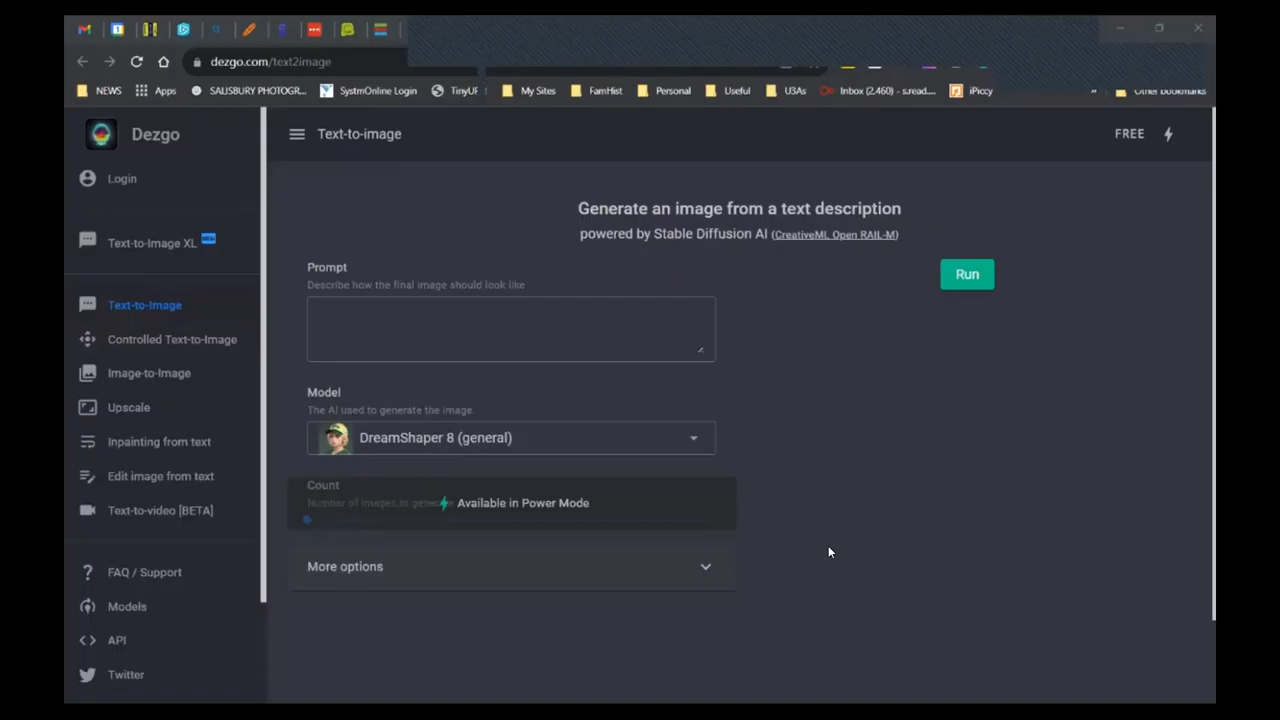 dezgo.com/text2image
NEWS
Apps
SALISBURY PHOTOGR...
SystmOnline Login
My Sites
FamHist
Personal
Useful
U3As
Inbox (2,460) - s.read....
iPiccy
»
Other bookmarks
Dezgo
Text-to-image
FREE
Login
Text-to-Image XL
Generate an image from a text description
powered by Stable Diffusion AI (CreativeML Open RAIL-M)
Prompt
Describe how the final image should look like
Run
Text-to-Image
Controlled Text-to-Image
Image-to-Image
Upscale
Inpainting from text
Edit image from text
Text-to-video [BETA]
Model
The AI used to generate the image.
DreamShaper 8 (general)
Count
Number of images to
Available in Power Mode
More options
FAQ / Support
Models
API
Twitter